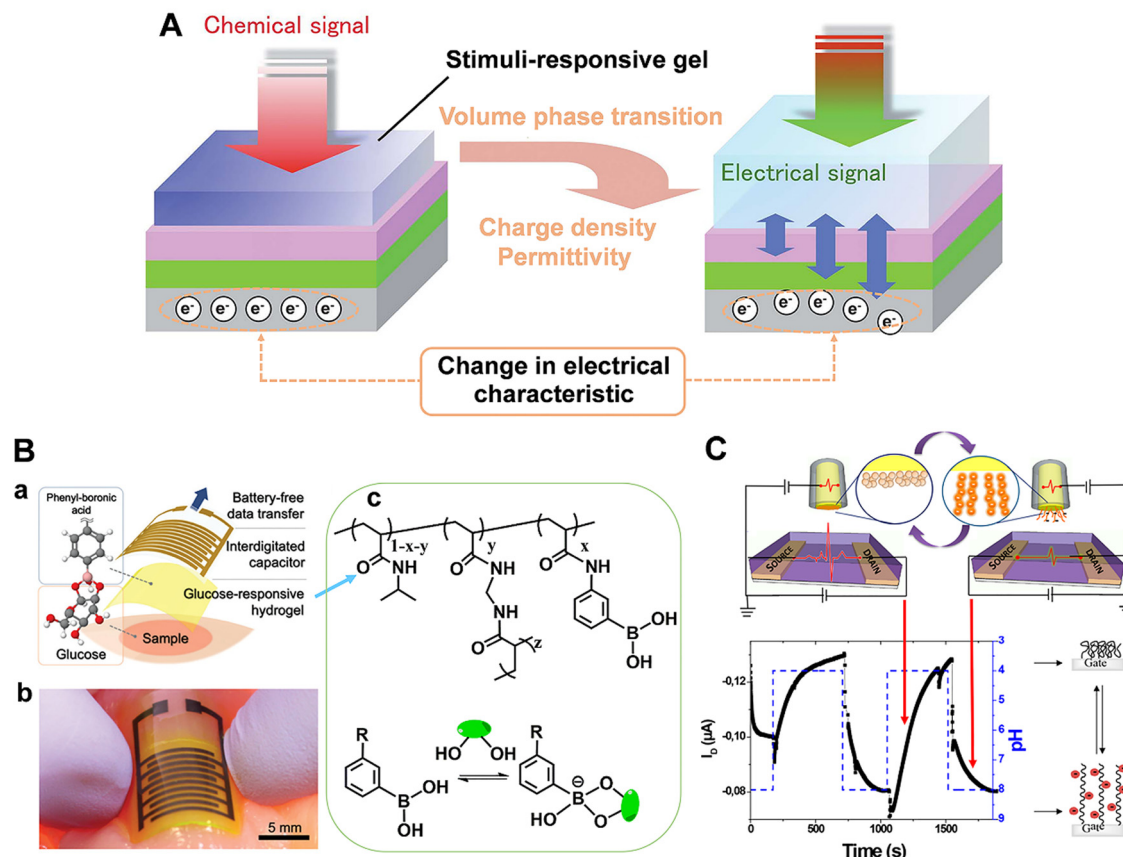 A
Chemical signal
Stimuli-responsive gel
Volume phase transition
Electrical signal
Charge density
Permittivity
e- e- e- e- e-
e- e- e- e- e-
Change in electrical
characteristic
B
a
Phenyl-boronic
acid
Glucose
Battery-free
data transfer
Interdigitated
capacitor
Glucose-responsive
hydrogel
Sample
b
5 mm
c
1-x-y
y
x
O
NH
O
NH
O
NH
O
NH
z
B
OH
OH
R
B
OH
HO
HO
OH
R
B
⊖
O
O
HO
C
SOURCE
DRAIN
SOURCE
DRAIN
I_D (µA)
-0,12
-0,10
-0,08
0
500
1000
1500
Time (s)
3
4
5
6
7
8
9
pH
Gate
Gate